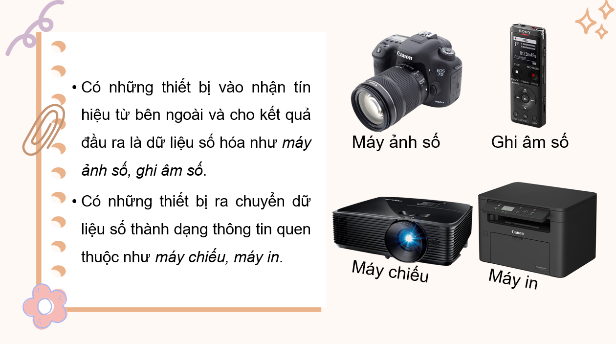 • Có những thiết bị vào nhận tín
hiệu từ bên ngoài và cho kết quả
đầu ra là dữ liệu số hóa như máy
ảnh số, ghi âm số.
• Có những thiết bị ra chuyển dữ
liệu số thành dạng thông tin quen
thuộc như máy chiếu, máy in.
Canon
Máy ảnh số
SONY
Ghi âm số
Máy chiếu
Canon
Máy in